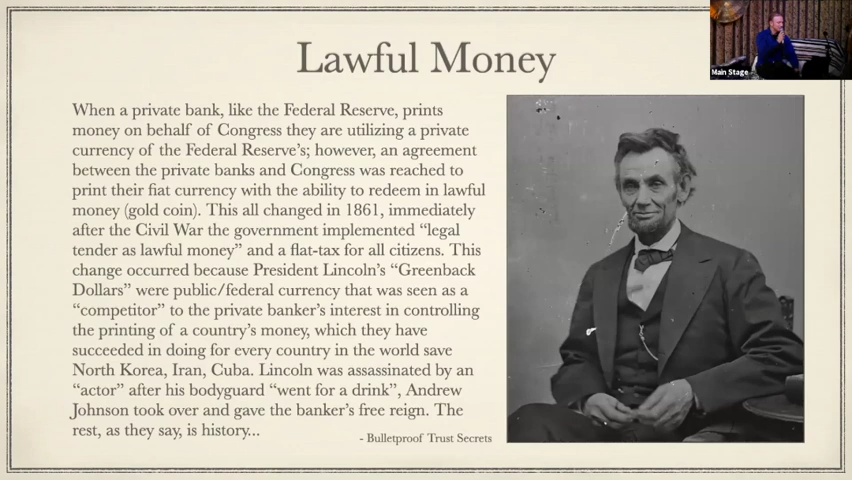 Lawful Money
Main Stage
When a private bank, like the Federal Reserve, prints
money on behalf of Congress they are utilizing a private
currency of the Federal Reserve's; however, an agreement
between the private banks and Congress was reached to
print their fiat currency with the ability to redeem in lawful
money (gold coin). This all changed in 1861, immediately
after the Civil War the government implemented “legal
tender as lawful money” and a flat-tax for all citizens. This
change occurred because President Lincoln's “Greenback
Dollars” were public/federal currency that was seen as a
“competitor” to the private banker's interest in controlling
the printing of a country's money, which they have
succeeded in doing for every country in the world save
North Korea, Iran, Cuba. Lincoln was assassinated by an
“actor” after his bodyguard “went for a drink”, Andrew
Johnson took over and gave the banker's free reign. The
rest, as they say, is history...
- Bulletproof Trust Secrets